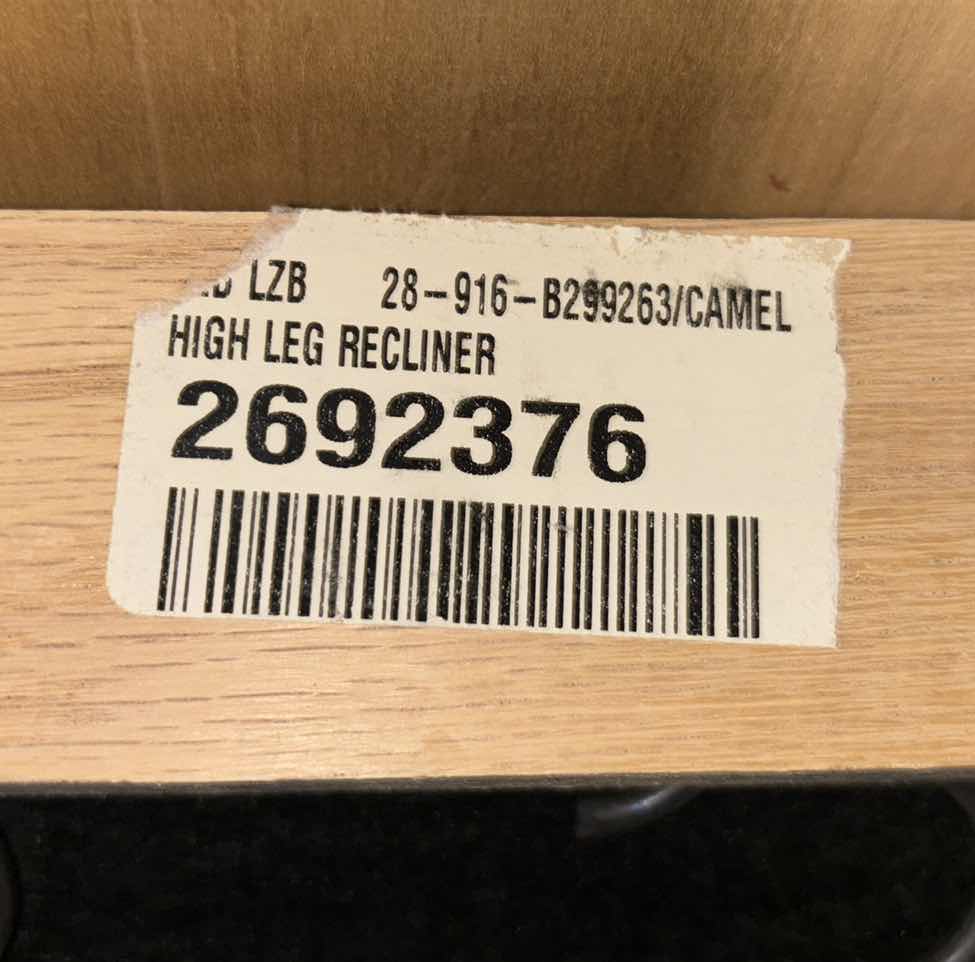 LZB 28-916-B299263/CAMEL
HIGH LEG RECLINER
2692376